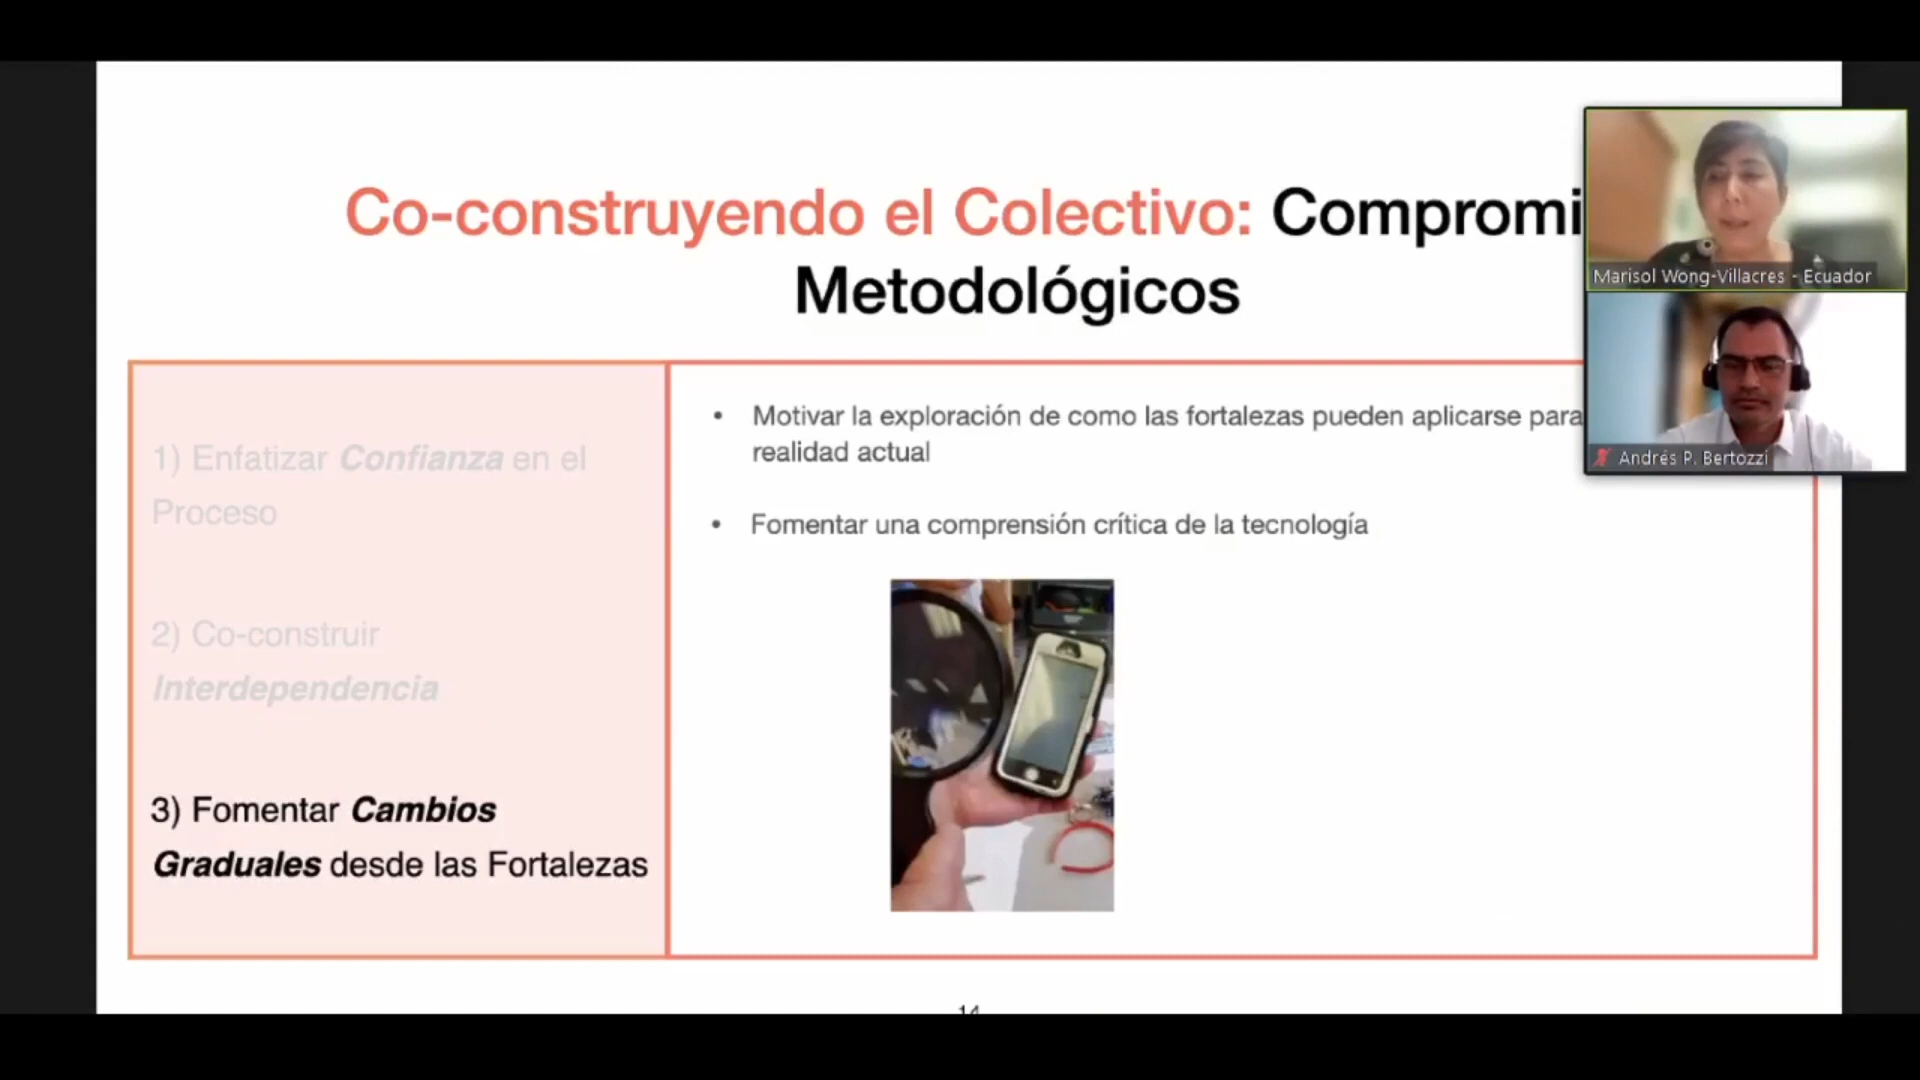 Co-construyendo el Colectivo: Compromi
Metodológicos
1) Enfatizar Confianza en el
Proceso
2) Co-construir
Interdependencia
3) Fomentar Cambios
Graduales desde las Fortalezas
• Motivar la exploración de como las fortalezas pueden aplicarse para
realidad actual
• Fomentar una comprensión crítica de la tecnología
Marisol Wong-Villacres - Ecuador
Andrés P. Bertozzi
14